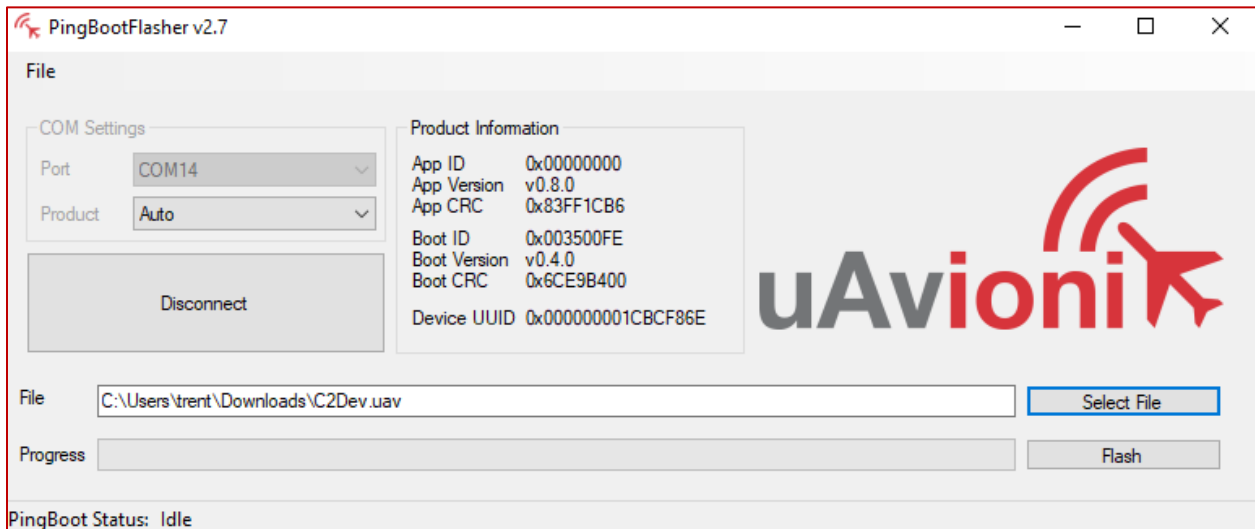 PingBootFlasher v2.7
File
COM Settings
Port COM14
Product Auto
Disconnect
Product Information
App ID 0x00000000
App Version v0.8.0
App CRC 0x83FF1CB6
Boot ID 0x003500FE
Boot Version v0.4.0
Boot CRC 0x6CE9B400
Device UUID 0x000000001CBCF86E
uAvionix
File C:\Users\trent\Downloads\C2Dev.uav Select File
Progress Flash
PingBoot Status: Idle